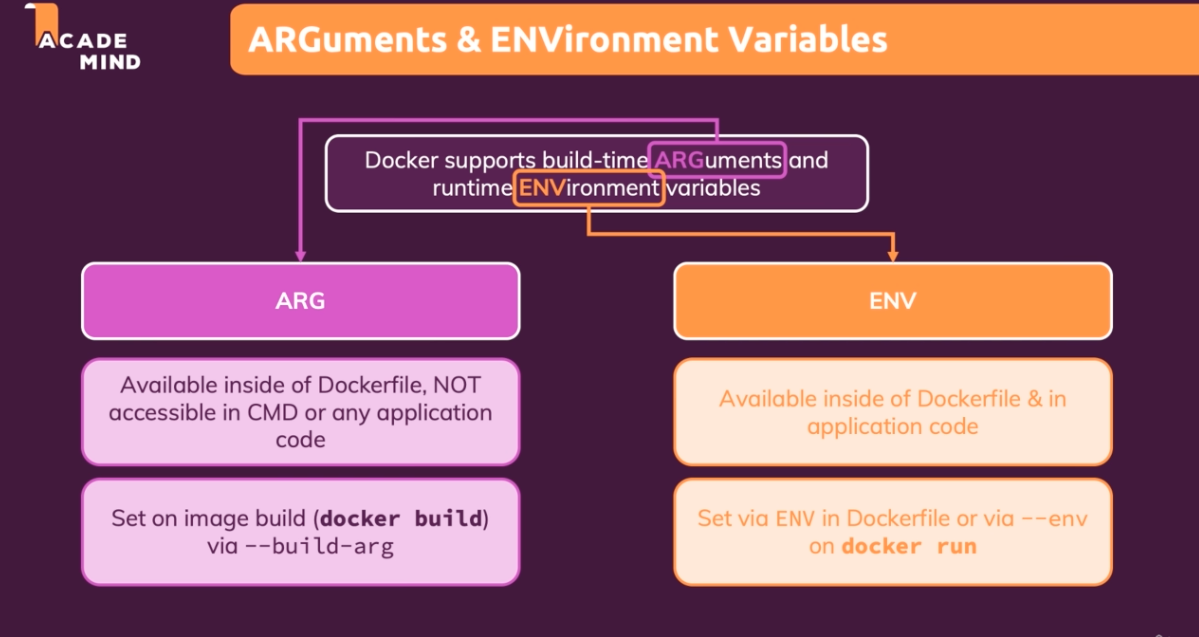 ACADE
MIND
ARGuments & ENVironment Variables
Docker supports build-time ARGuments and
runtime ENVironment variables
ARG
Available inside of Dockerfile, NOT
accessible in CMD or any application
code
Set on image build (docker build)
via --build-arg
ENV
Available inside of Dockerfile & in
application code
Set via ENV in Dockerfile or via --env
on docker run